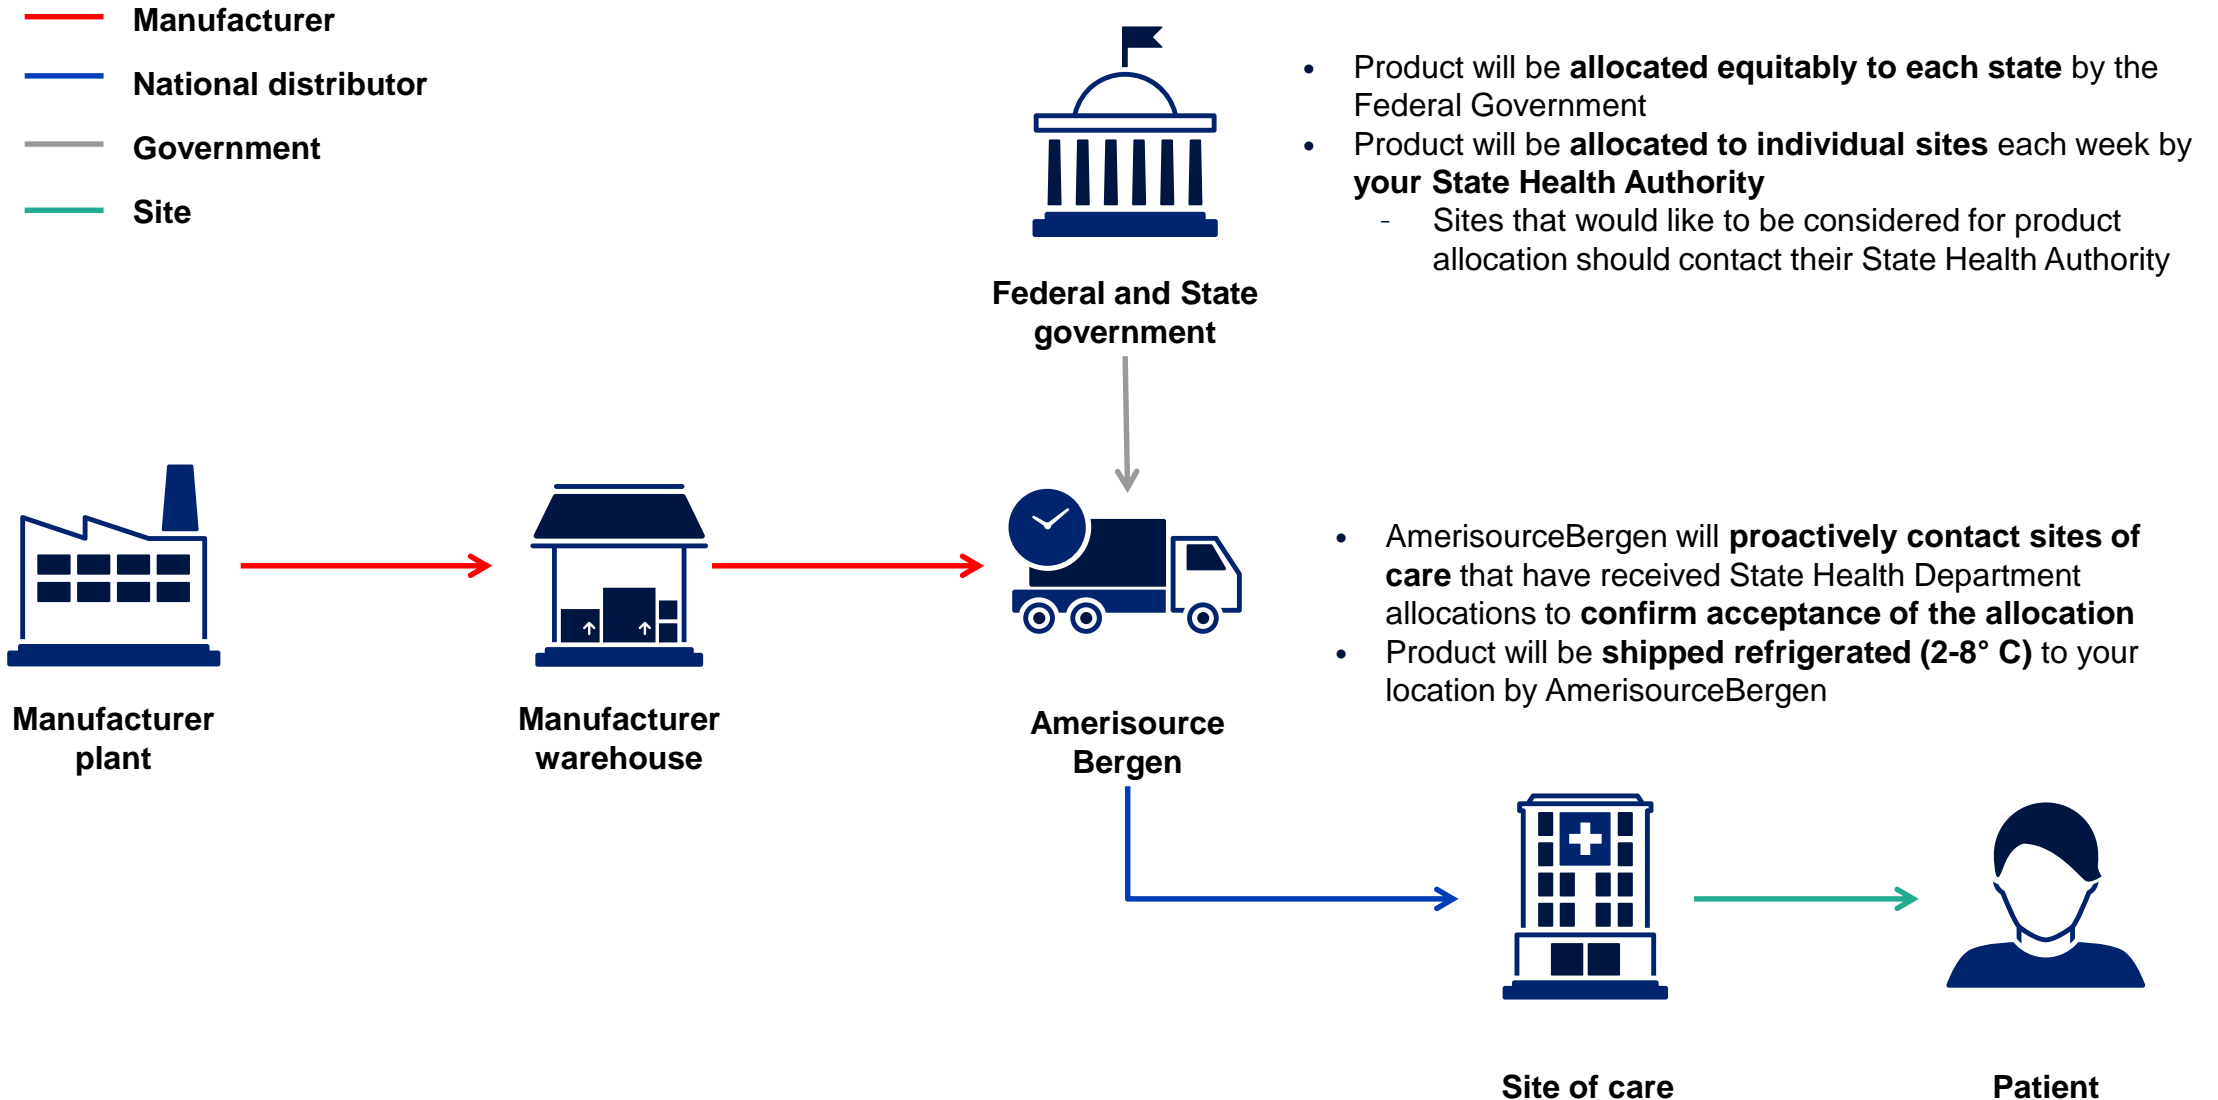 Manufacturer
National distributor
Government
Site
Federal and State
government
• Product will be allocated equitably to each state by the
Federal Government
• Product will be allocated to individual sites each week by
your State Health Authority
- Sites that would like to be considered for product
allocation should contact their State Health Authority
Manufacturer
plant
Manufacturer
warehouse
Amerisource
Bergen
• AmerisourceBergen will proactively contact sites of
care that have received State Health Department
allocations to confirm acceptance of the allocation
• Product will be shipped refrigerated (2-8° C) to your
location by AmerisourceBergen
Site of care
Patient